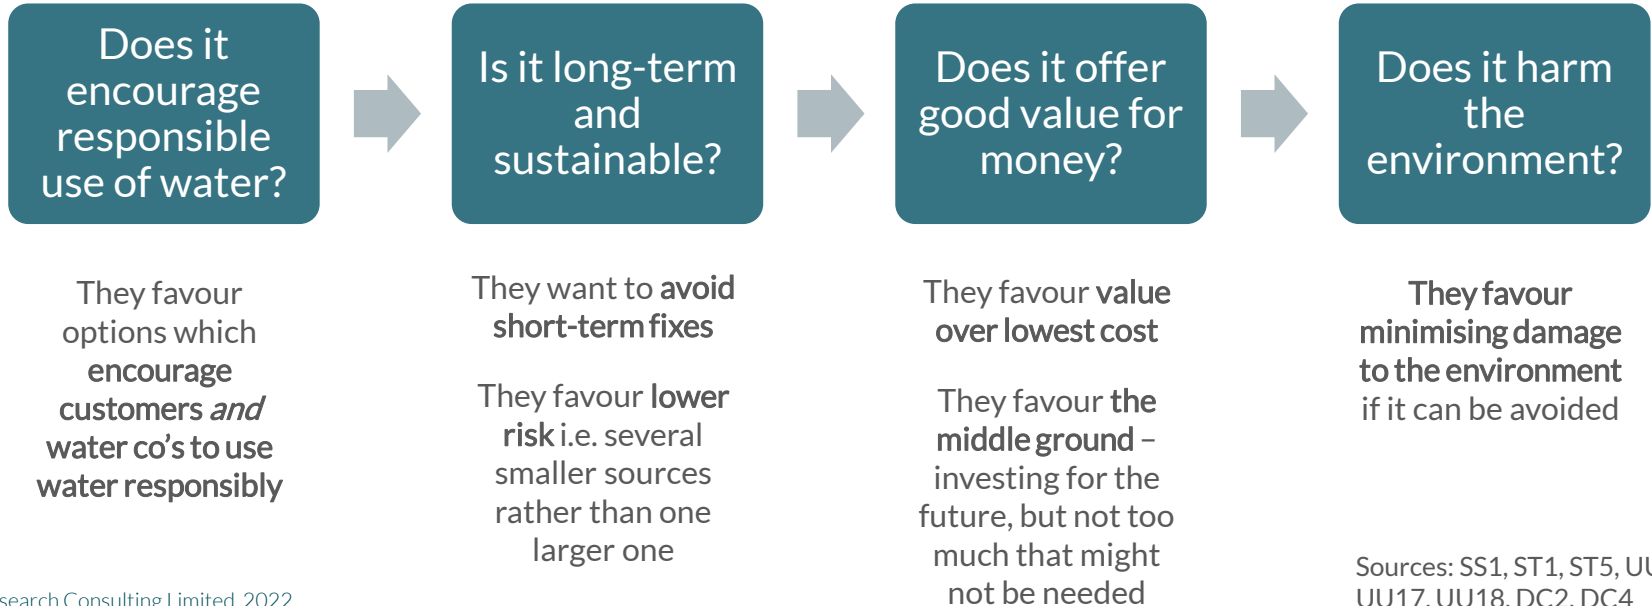 Does it
encourage
responsible
use of water?
They favour
options which
encourage
customers and
water co's to use
water responsibly
Is it long-term
and
sustainable?
They want to avoid
short-term fixes
They favour lower
risk i.e. several
smaller sources
rather than one
larger one
Does it offer
good value for
money?
They favour value
over lowest cost
They favour the
middle ground –
investing for the
future, but not too
much that might
not be needed
Does it harm
the
environment?
They favour
minimising damage
to the environment
if it can be avoided
Sources: SS1, ST1, ST5,
UU17, UU18, DC2, DC4
Consulting Limited, 2022